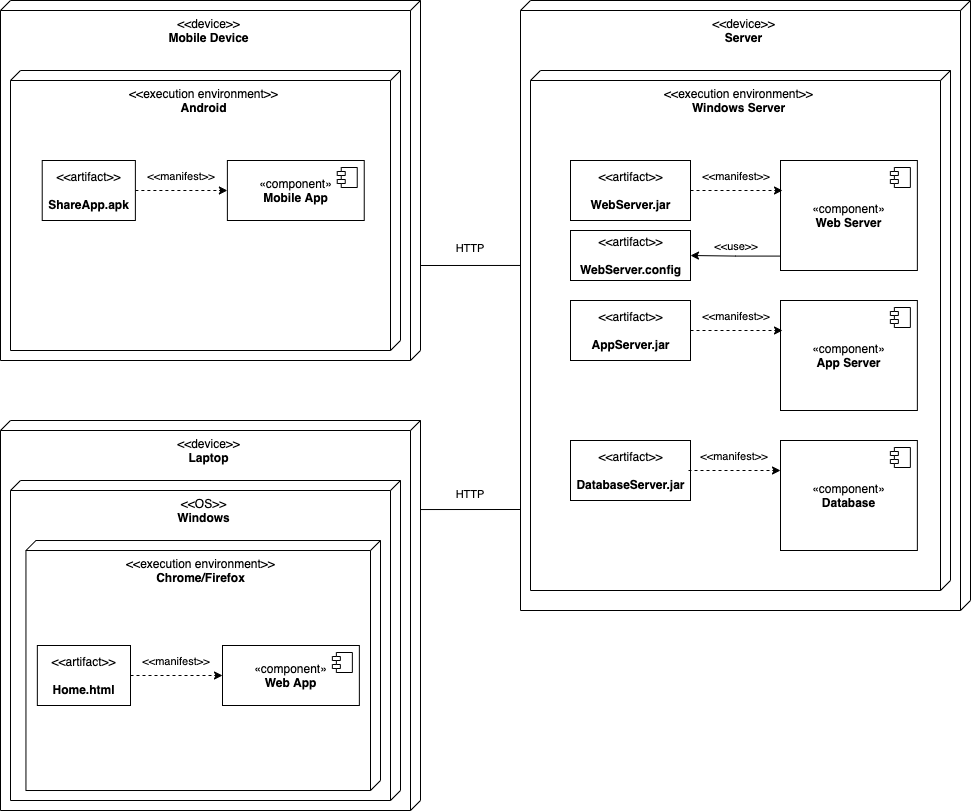 <<device>>
Mobile Device
<<execution environment>>
Android
<<artifact>>
ShareApp.apk
<<manifest>>
«component»
Mobile App
HTTP
<<device>>
Server
<<execution environment>>
Windows Server
<<artifact>>
WebServer.jar
<<manifest>>
«component»
Web Server
<<artifact>>
WebServer.config
<<use>>
<<artifact>>
AppServer.jar
<<manifest>>
«component»
App Server
<<artifact>>
DatabaseServer.jar
<<manifest>>
«component»
Database
<<device>>
Laptop
<<OS>>
Windows
<<execution environment>>
Chrome/Firefox
<<artifact>>
Home.html
<<manifest>>
«component»
Web App
HTTP